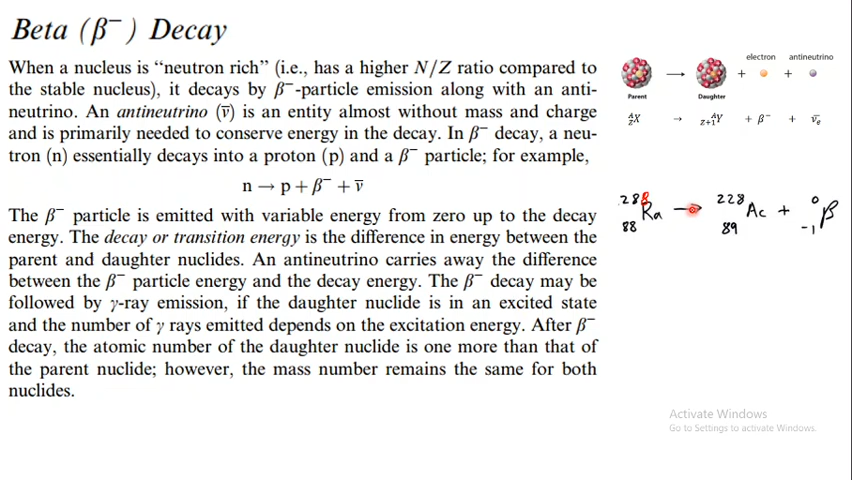 Beta (β⁻) Decay
When a nucleus is “neutron rich” (i.e., has a higher N/Z ratio compared to
the stable nucleus), it decays by β⁻-particle emission along with an anti-
neutrino. An antineutrino (ν̅) is an entity almost without mass and charge
and is primarily needed to conserve energy in the decay. In β⁻ decay, a neu-
tron (n) essentially decays into a proton (p) and a β⁻ particle; for example,
n → p + β⁻ + ν̅
The β⁻ particle is emitted with variable energy from zero up to the decay
energy. The decay or transition energy is the difference in energy between the
parent and daughter nuclides. An antineutrino carries away the difference
between the β⁻ particle energy and the decay energy. The β⁻ decay may be
followed by γ-ray emission, if the daughter nuclide is in an excited state
and the number of γ rays emitted depends on the excitation energy. After β⁻
decay, the atomic number of the daughter nuclide is one more than that of
the parent nuclide; however, the mass number remains the same for both
nuclides.
electron antineutrino
→ + +
Parent Daughter
ᴬ_Z X → ᴬ_Z+1 Y + β⁻ + ν̅ₑ
²⁸⁸₈₈Ra → ²²⁸₈₉Ac + ⁰₋₁β
Activate Windows
Go to Settings to activate Windows.